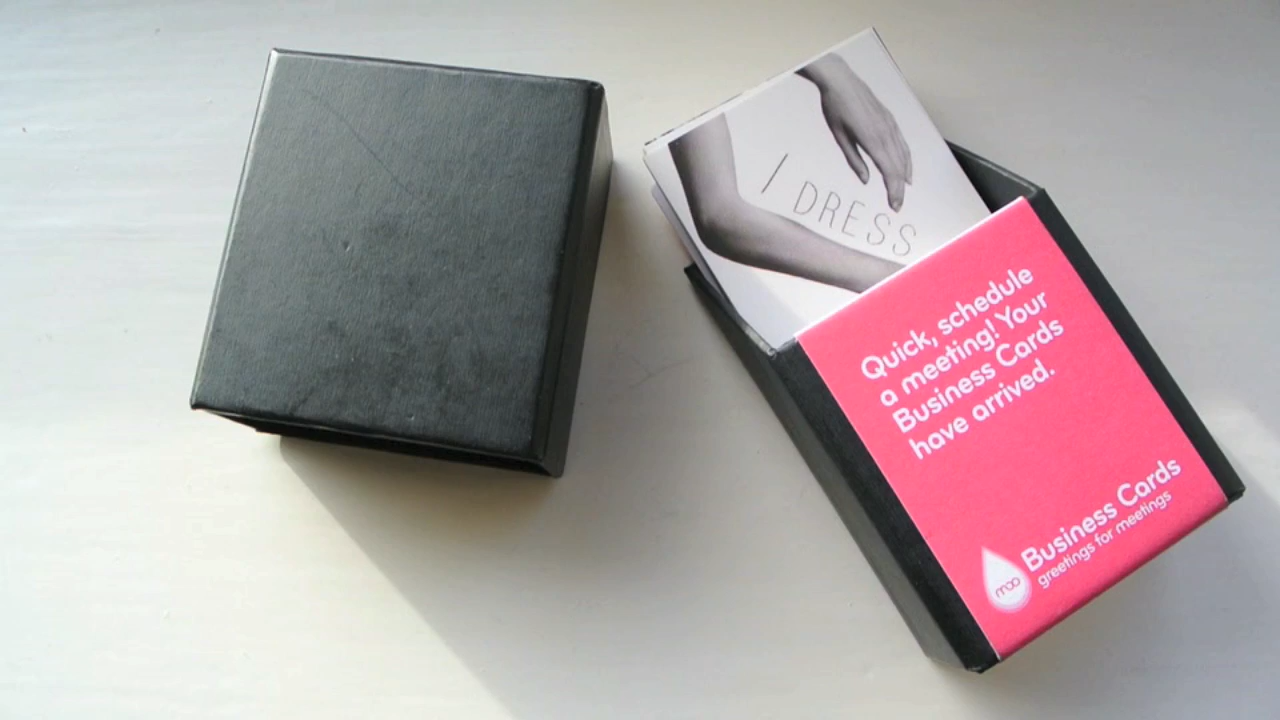 I DRESS
Quick, schedule
a meeting! Your
Business Cards
have arrived.
Business Cards
greetings for meetings
moo